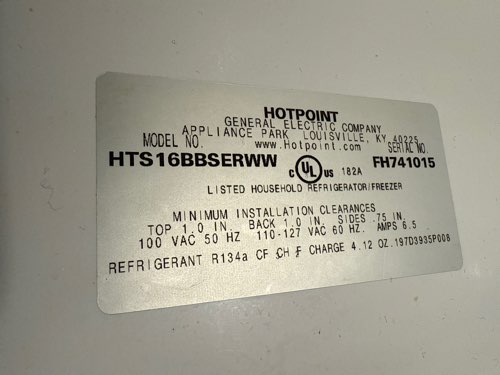 HOTPOINT
GENERAL ELECTRIC COMPANY
APPLIANCE PARK LOUISVILLE, KY 40225
MODEL NO. www.Hotpoint.com SERIAL NO.
HTS16BBSERWW c UL US 182A FH741015
LISTED HOUSEHOLD REFRIGERATOR/FREEZER
MINIMUM INSTALLATION CLEARANCES
TOP 1.0 IN. BACK 1.0 IN. SIDES .75 IN.
100 VAC 50 HZ 110-127 VAC 60 HZ. AMPS 6.5
REFRIGERANT R134a CF CH F CHARGE 4.12 OZ.197D3935P008